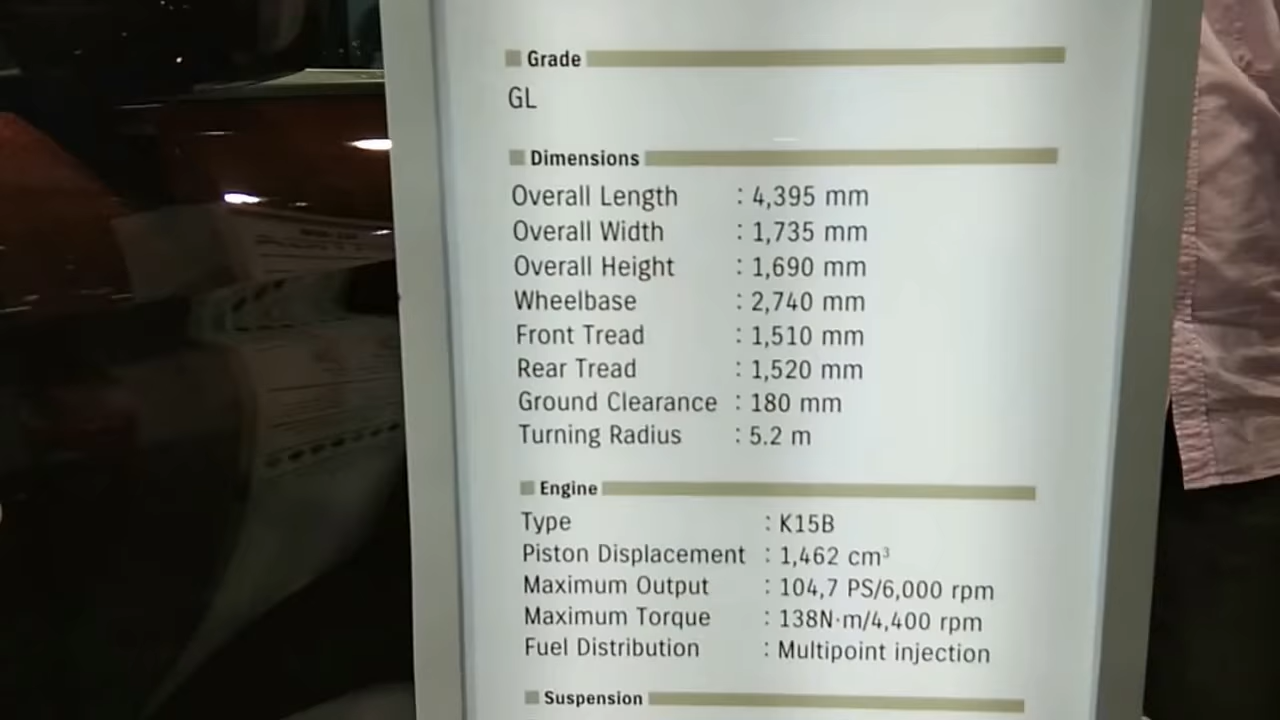 Grade
GL
Dimensions
Overall Length : 4,395 mm
Overall Width : 1,735 mm
Overall Height : 1,690 mm
Wheelbase : 2,740 mm
Front Tread : 1,510 mm
Rear Tread : 1,520 mm
Ground Clearance : 180 mm
Turning Radius : 5.2 m
Engine
Type : K15B
Piston Displacement : 1,462 cm³
Maximum Output : 104,7 PS/6,000 rpm
Maximum Torque : 138N·m/4,400 rpm
Fuel Distribution : Multipoint injection
Suspension